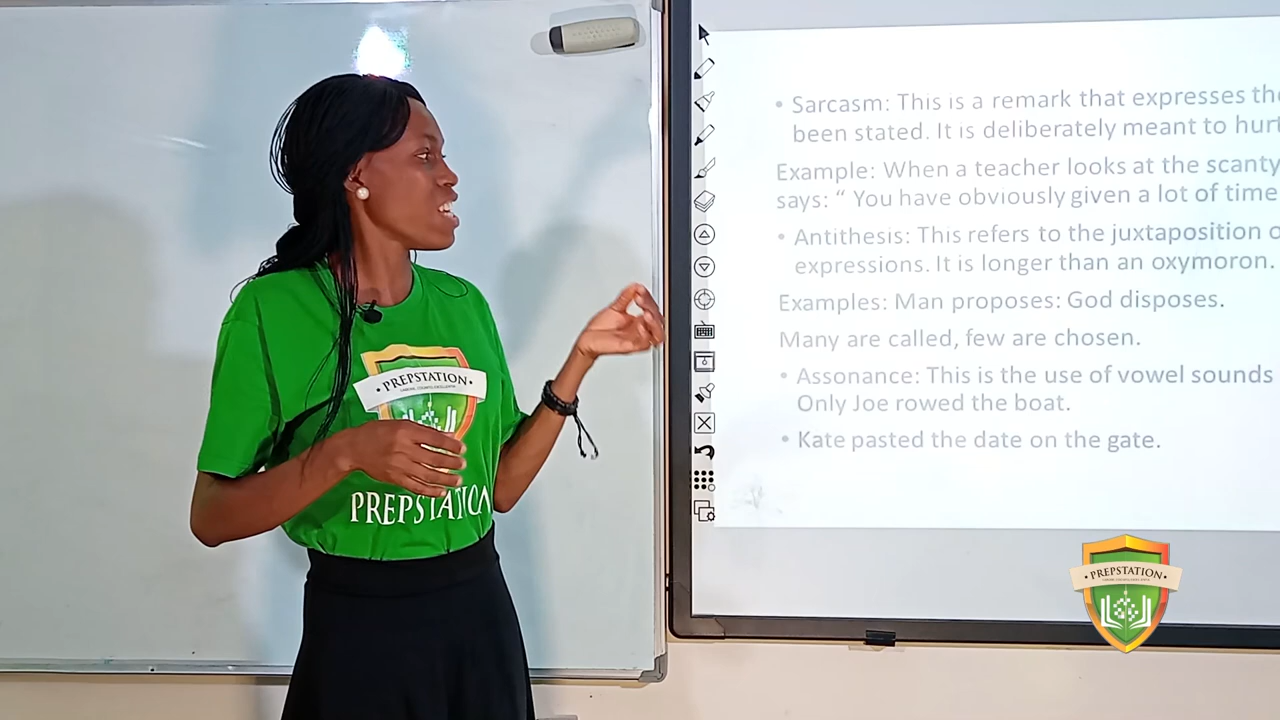 • Sarcasm: This is a remark that expresses the
been stated. It is deliberately meant to hurt
Example: When a teacher looks at the scanty
says: “ You have obviously given a lot of time
• Antithesis: This refers to the juxtaposition o
expressions. It is longer than an oxymoron.
Examples: Man proposes: God disposes.
Many are called, few are chosen.
• Assonance: This is the use of vowel sounds
Only Joe rowed the boat.
• Kate pasted the date on the gate.
• PREPSTATION •
PREPSTATION
• PREPSTATION •